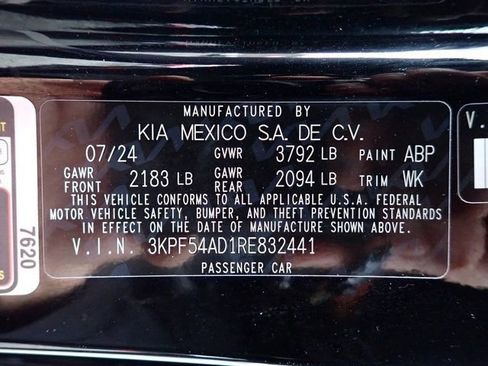 MANUFACTURED BY
KIA MEXICO S.A. DE C.V.
07/24 GVWR 3792 LB PAINT ABP
GAWR FRONT 2183 LB GAWR REAR 2094 LB TRIM WK
THIS VEHICLE CONFORMS TO ALL APPLICABLE U.S.A. FEDERAL
MOTOR VEHICLE SAFETY, BUMPER, AND THEFT PREVENTION STANDARDS
IN EFFECT ON THE DATE OF MANUFACTURE SHOWN ABOVE.
V.I.N. 3KPF54AD1RE832441
PASSENGER CAR
7620
V.